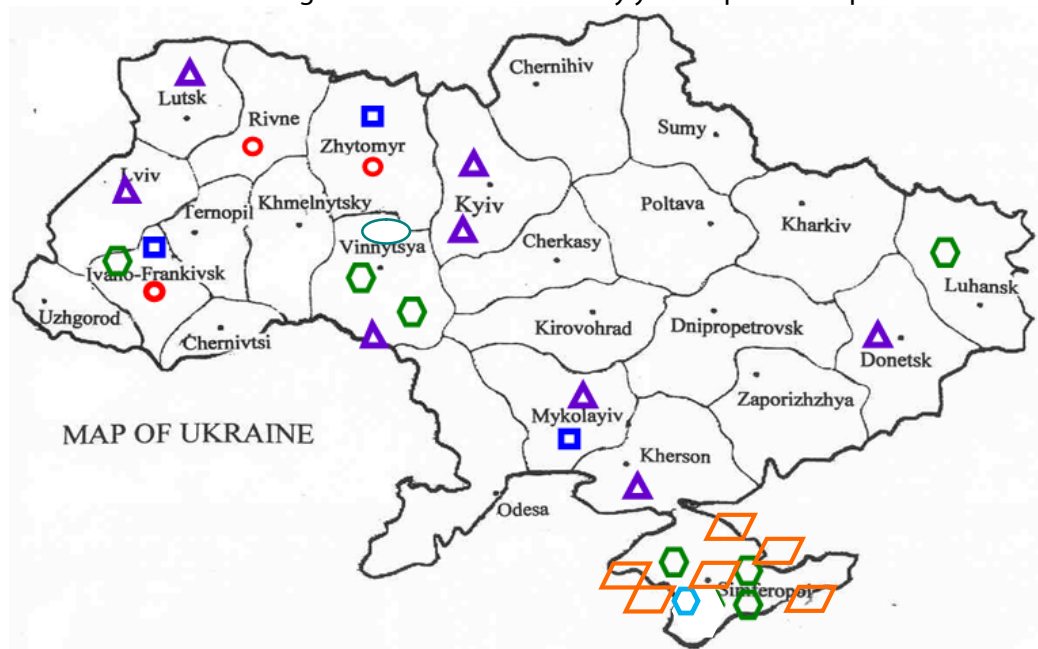 Chernihiv
Lutsk
Rivne
Sumy
Zhytomyr
Lviv
Ternopil
Khmelnytsky
Kyiv
Poltava
Kharkiv
Vinnytsya
Cherkasy
Ivano-Frankivsk
Luhansk
Uzhgorod
Chernivtsi
Kirovohrad
Dnipropetrovsk
Donetsk
Zaporizhzhya
Mykolayiv
MAP OF UKRAINE
Kherson
Odesa
Simferopol